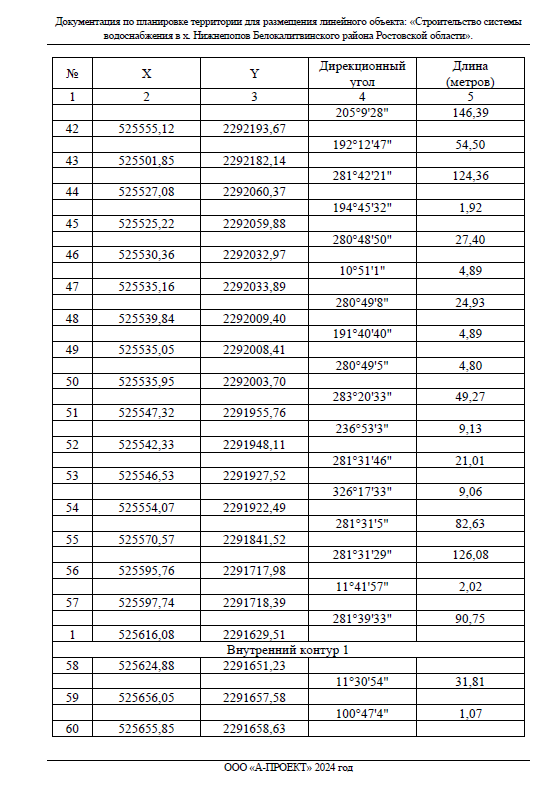 Документация по планировке территории для размещения линейного объекта: «Строительство системы
водоснабжения в х. Нижнепопов Белокалитвинского района Ростовской области».
№ X Y Дирекционный угол Длина (метров)
1 2 3 4 5
205°9'28" 146,39
42 525555,12 2292193,67
192°12'47" 54,50
43 525501,85 2292182,14
281°42'21" 124,36
44 525527,08 2292060,37
194°45'32" 1,92
45 525525,22 2292059,88
280°48'50" 27,40
46 525530,36 2292032,97
10°51'1" 4,89
47 525535,16 2292033,89
280°49'8" 24,93
48 525539,84 2292009,40
191°40'40" 4,89
49 525535,05 2292008,41
280°49'5" 4,80
50 525535,95 2292003,70
283°20'33" 49,27
51 525547,32 2291955,76
236°53'3" 9,13
52 525542,33 2291948,11
281°31'46" 21,01
53 525546,53 2291927,52
326°17'33" 9,06
54 525554,07 2291922,49
281°31'5" 82,63
55 525570,57 2291841,52
281°31'29" 126,08
56 525595,76 2291717,98
11°41'57" 2,02
57 525597,74 2291718,39
281°39'33" 90,75
1 525616,08 2291629,51
Внутренний контур 1
58 525624,88 2291651,23
11°30'54" 31,81
59 525656,05 2291657,58
100°47'4" 1,07
60 525655,85 2291658,63
ООО «А-ПРОЕКТ» 2024 год